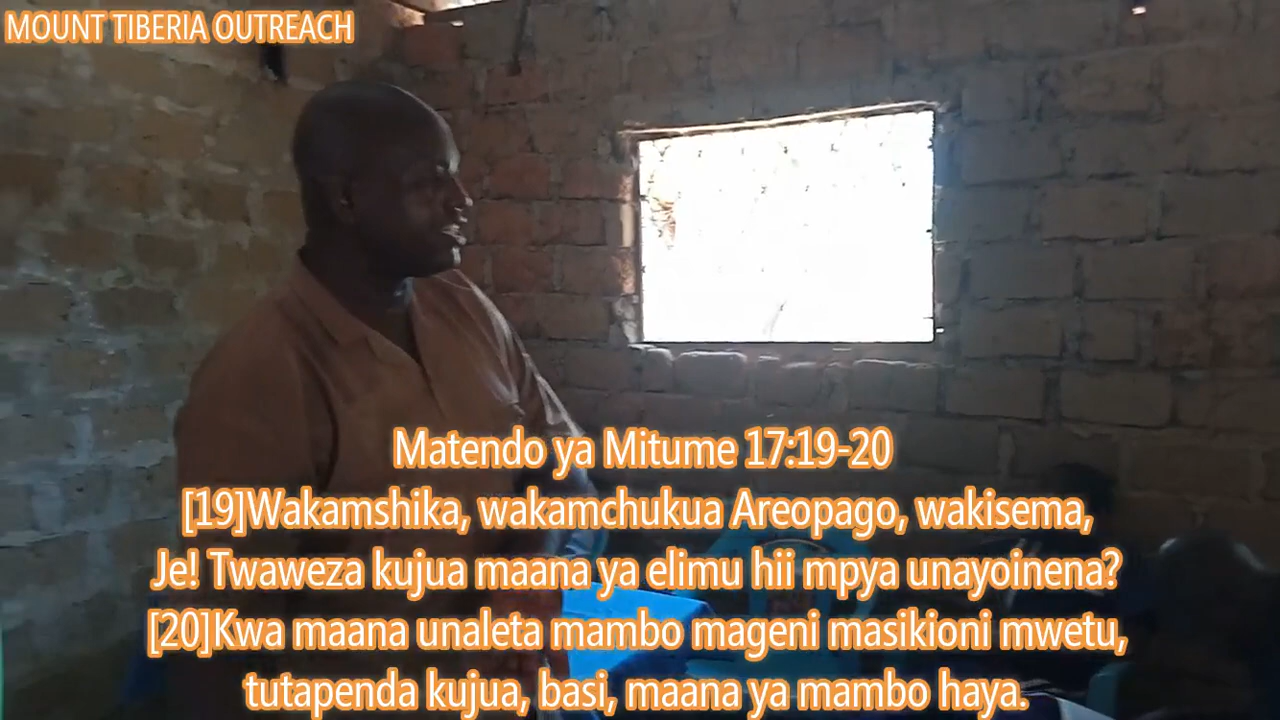 MOUNT TIBERIA OUTREACH
Matendo ya Mitume 17:19-20
[19]Wakamshika, wakamchukua Areopago, wakisema,
Je! Twaweza kujua maana ya elimu hii mpya unayoinena?
[20]Kwa maana unaleta mambo mageni masikioni mwetu,
tutapenda kujua, basi, maana ya mambo haya.